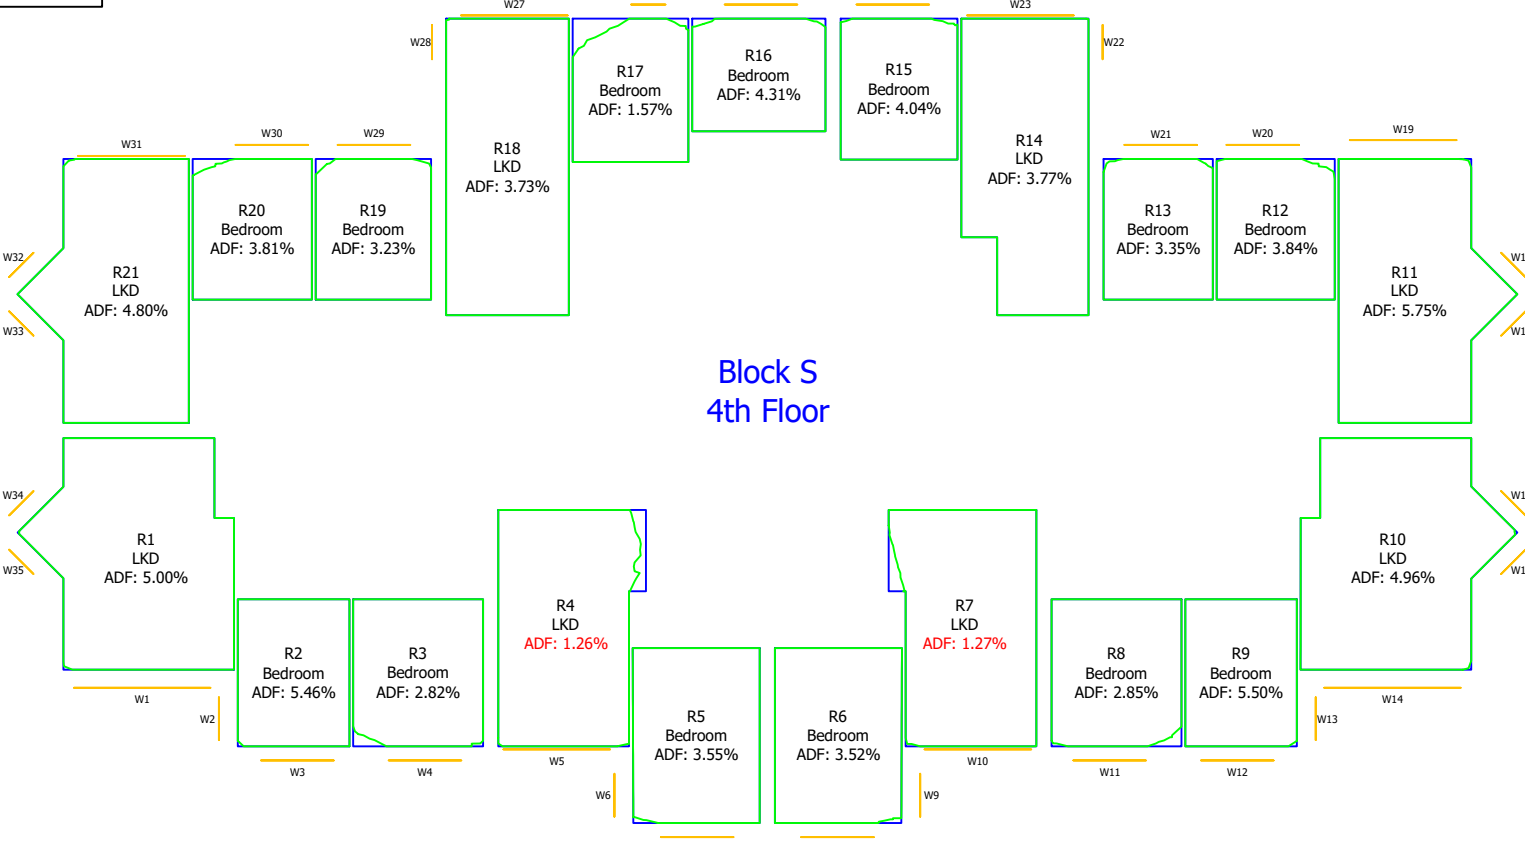 W27
W23
W28
W22
R17
Bedroom
ADF: 1.57%
R16
Bedroom
ADF: 4.31%
R15
Bedroom
ADF: 4.04%
R18
LKD
ADF: 3.73%
R14
LKD
ADF: 3.77%
W31
W30
W29
W21
W20
W19
R20
Bedroom
ADF: 3.81%
R19
Bedroom
ADF: 3.23%
R13
Bedroom
ADF: 3.35%
R12
Bedroom
ADF: 3.84%
W32
R21
LKD
ADF: 4.80%
R11
LKD
ADF: 5.75%
W1
W33
W1
Block S
4th Floor
W34
W1
R1
LKD
ADF: 5.00%
R10
LKD
ADF: 4.96%
W35
W1
R4
LKD
ADF: 1.26%
R7
LKD
ADF: 1.27%
R2
Bedroom
ADF: 5.46%
R3
Bedroom
ADF: 2.82%
R8
Bedroom
ADF: 2.85%
R9
Bedroom
ADF: 5.50%
W1
W2
W14
W13
R5
Bedroom
ADF: 3.55%
R6
Bedroom
ADF: 3.52%
W3
W4
W5
W10
W11
W12
W6
W9